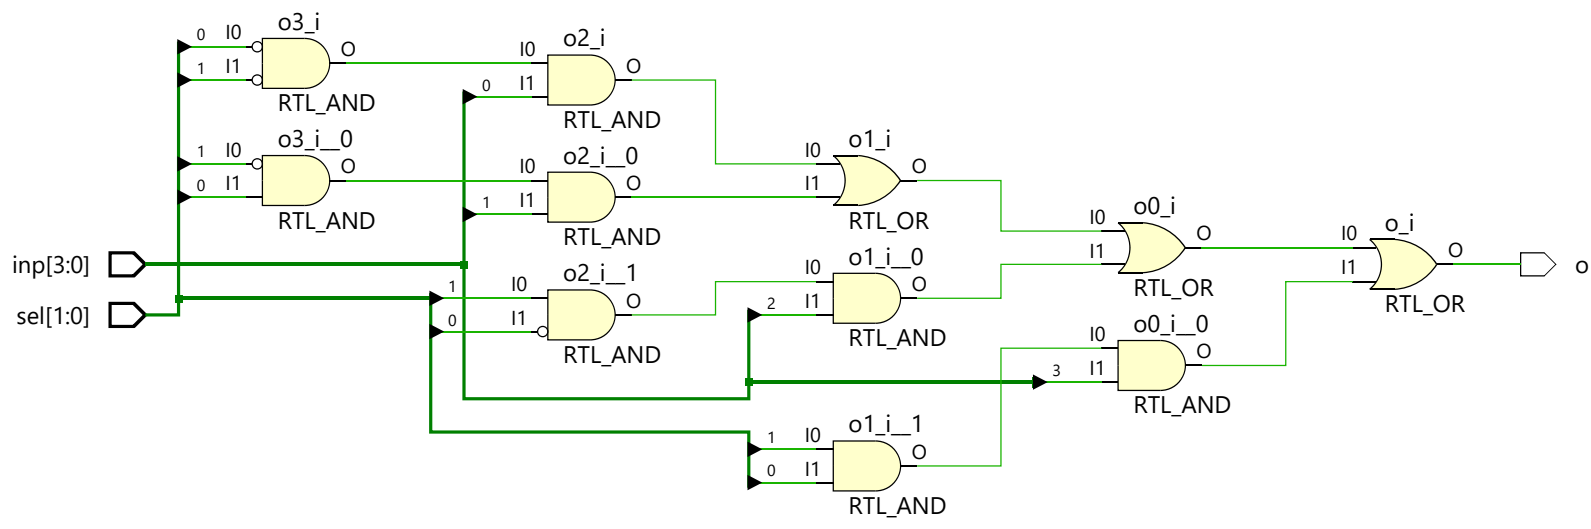 o3_i
0 I0
1 I1
O
RTL_AND
o2_i
I0
0 I1
O
RTL_AND
o3_i__0
1 I0
0 I1
O
RTL_AND
o2_i__0
I0
1 I1
O
RTL_AND
o1_i
I0
I1
O
RTL_OR
inp[3:0]
sel[1:0]
o2_i__1
1 I0
0 I1
O
RTL_AND
o1_i__0
I0
2 I1
O
RTL_AND
o0_i
I0
I1
O
RTL_OR
o_i
I0
I1
O
RTL_OR
o
o0_i__0
I0
3 I1
O
RTL_AND
o1_i__1
1 I0
0 I1
O
RTL_AND